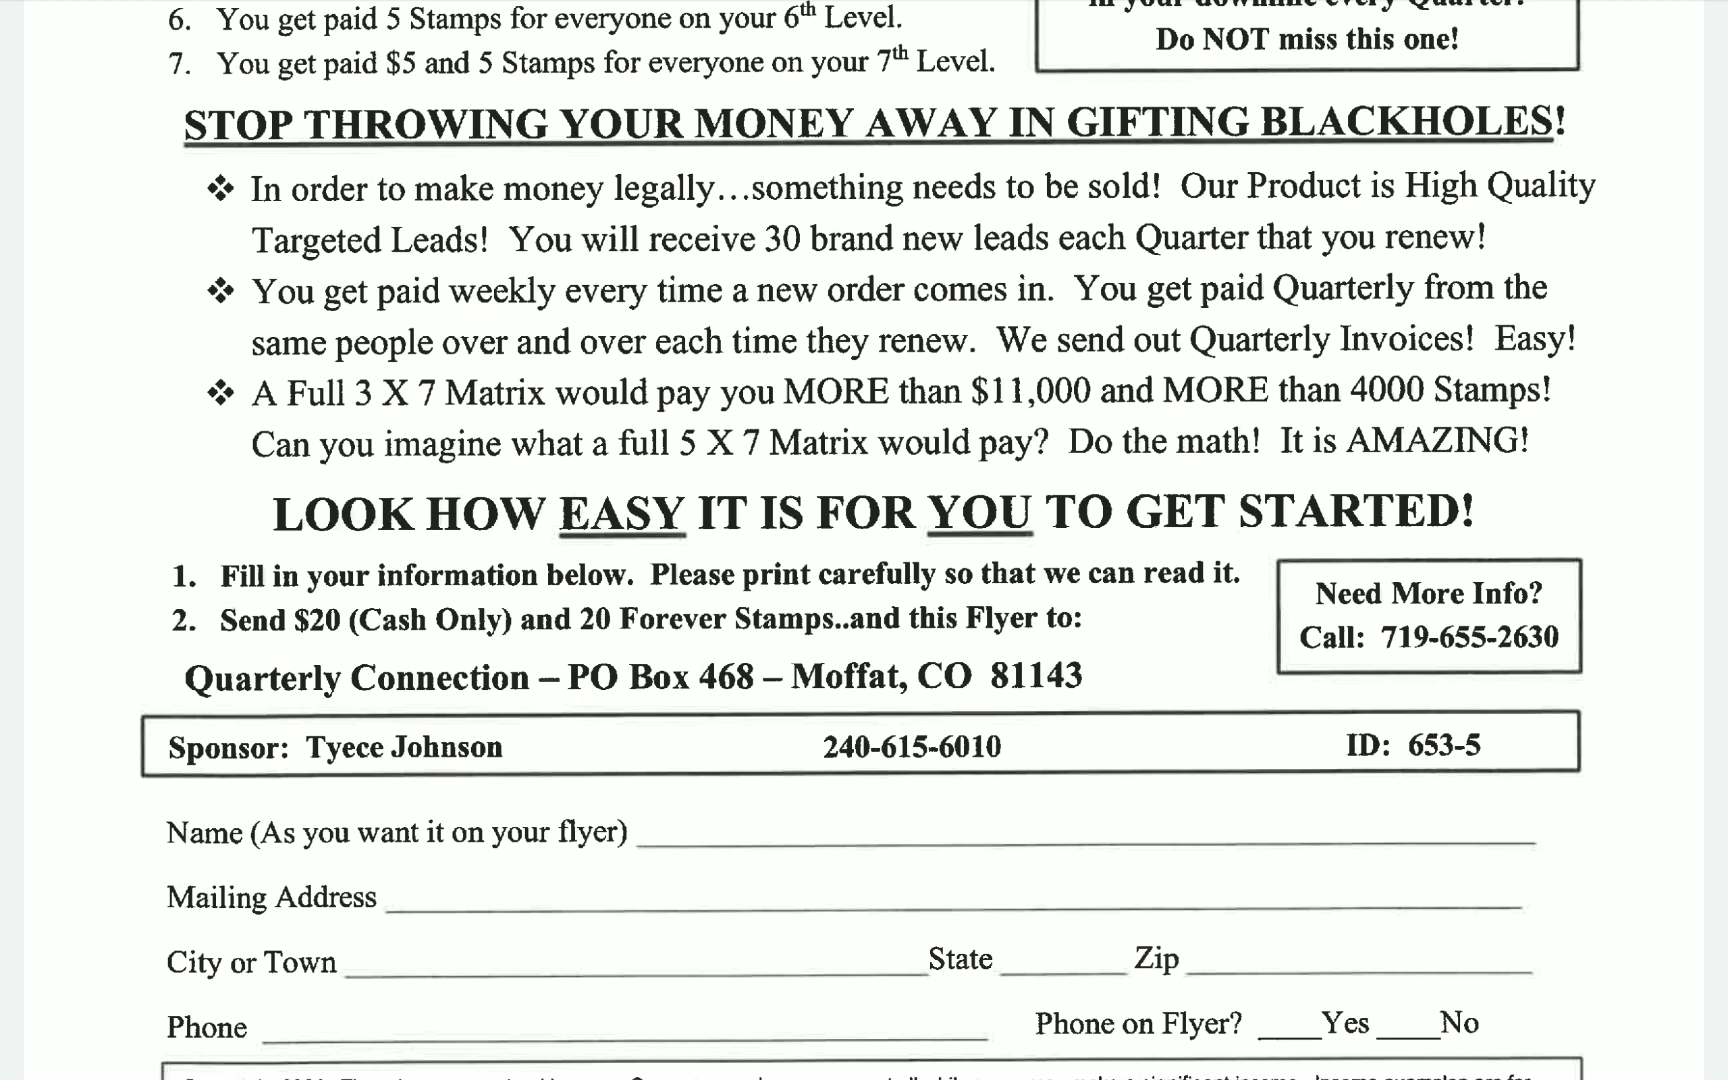 6. You get paid 5 Stamps for everyone on your 6th Level.
7. You get paid $5 and 5 Stamps for everyone on your 7th Level.
in your downline every Quarter!
Do NOT miss this one!
STOP THROWING YOUR MONEY AWAY IN GIFTING BLACKHOLES!
❖ In order to make money legally…something needs to be sold! Our Product is High Quality
Targeted Leads! You will receive 30 brand new leads each Quarter that you renew!
❖ You get paid weekly every time a new order comes in. You get paid Quarterly from the
same people over and over each time they renew. We send out Quarterly Invoices! Easy!
❖ A Full 3 X 7 Matrix would pay you MORE than $11,000 and MORE than 4000 Stamps!
Can you imagine what a full 5 X 7 Matrix would pay? Do the math! It is AMAZING!
LOOK HOW EASY IT IS FOR YOU TO GET STARTED!
1. Fill in your information below. Please print carefully so that we can read it.
2. Send $20 (Cash Only) and 20 Forever Stamps..and this Flyer to:
Quarterly Connection – PO Box 468 – Moffat, CO 81143
Need More Info?
Call: 719-655-2630
Sponsor: Tyece Johnson 240-615-6010 ID: 653-5
Name (As you want it on your flyer)
Mailing Address
City or Town State Zip
Phone Phone on Flyer? Yes No